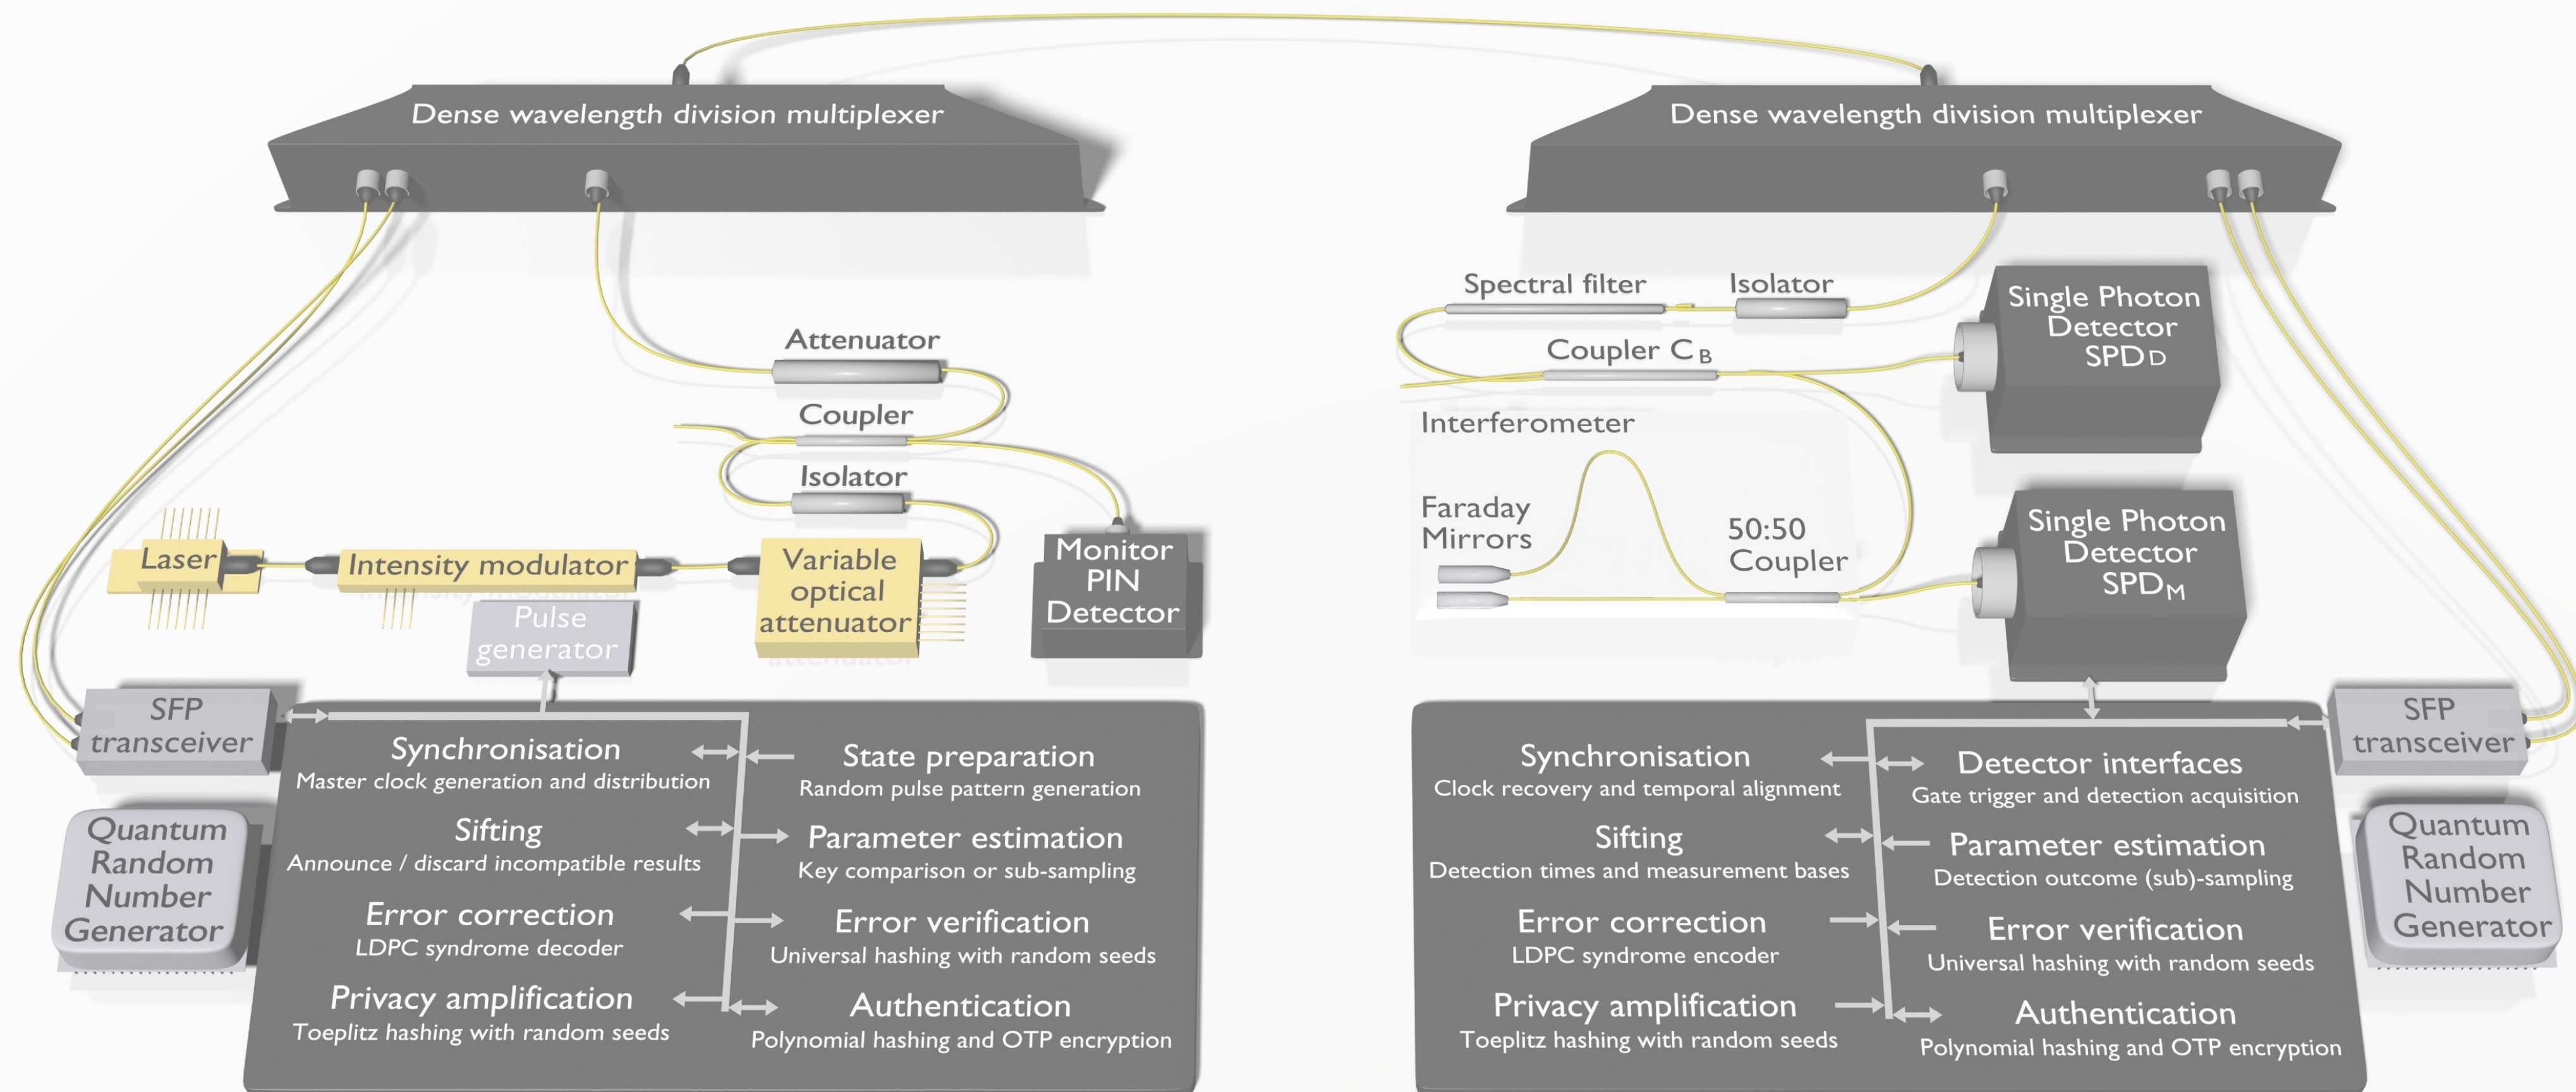 Dense wavelength division multiplexer
Attenuator
Coupler
Isolator
Laser
Intensity modulator
Variable
optical
attenuator
Monitor
PIN
Detector
Pulse
generator
SFP
transceiver
Quantum
Random
Number
Generator
Synchronisation
Master clock generation and distribution
Sifting
Announce / discard incompatible results
Error correction
LDPC syndrome decoder
Privacy amplification
Toeplitz hashing with random seeds
State preparation
Random pulse pattern generation
Parameter estimation
Key comparison or sub-sampling
Error verification
Universal hashing with random seeds
Authentication
Polynomial hashing and OTP encryption
Dense wavelength division multiplexer
Spectral filter
Isolator
Coupler C B
Single Photon
Detector
SPD D
Interferometer
Faraday
Mirrors
50:50
Coupler
Single Photon
Detector
SPD M
Synchronisation
Clock recovery and temporal alignment
Sifting
Detection times and measurement bases
Error correction
LDPC syndrome encoder
Privacy amplification
Toeplitz hashing with random seeds
Detector interfaces
Gate trigger and detection acquisition
Parameter estimation
Detection outcome (sub)-sampling
Error verification
Universal hashing with random seeds
Authentication
Polynomial hashing and OTP encryption
SFP
transceiver
Quantum
Random
Number
Generator